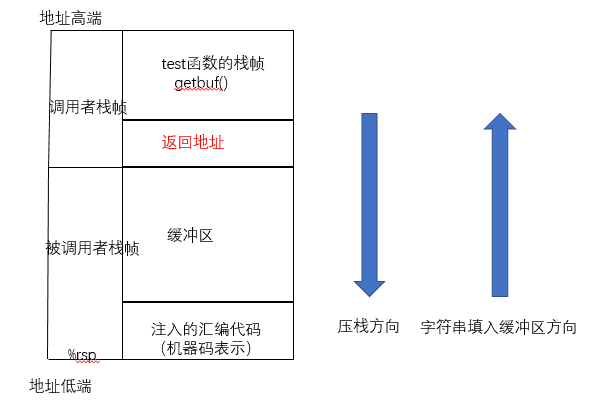 地址高端
test函数的栈帧
getbuf()
调用者栈帧
返回地址
缓冲区
被调用者栈帧
注入的汇编代码
（机器码表示）
%rsp
压栈方向
字符串填入缓冲区方向
地址低端